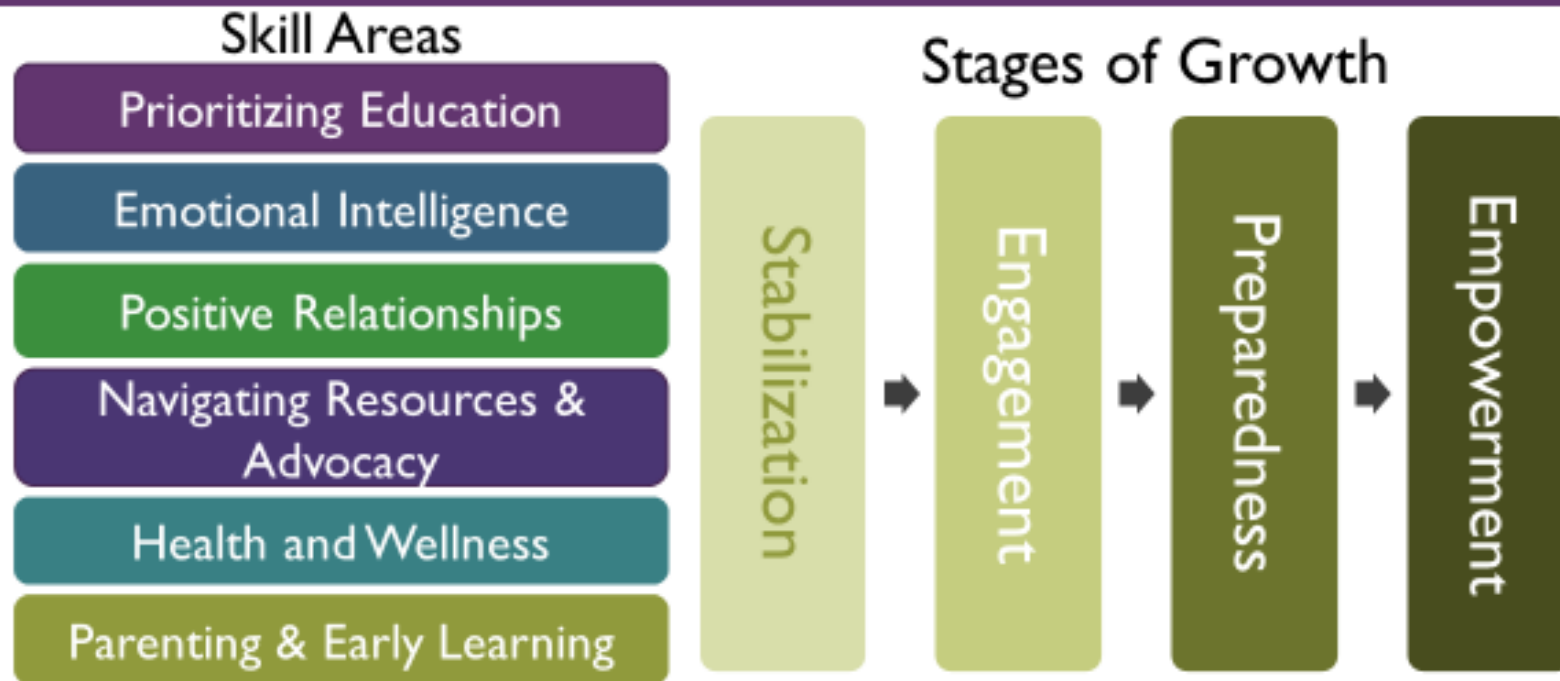 Skill Areas
Prioritizing Education
Emotional Intelligence
Positive Relationships
Navigating Resources &
Advocacy
Health and Wellness
Parenting & Early Learning
Stages of Growth
Stabilization
Engagement
Preparedness
Empowerment